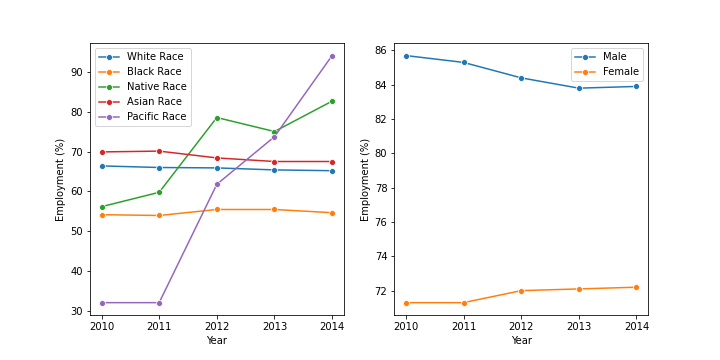 White Race
Black Race
Native Race
Asian Race
Pacific Race
90
80
70
60
50
40
30
Employment (%)
2010 2011 2012 2013 2014
Year
Male
Female
86
84
82
80
78
76
74
72
Employment (%)
2010 2011 2012 2013 2014
Year